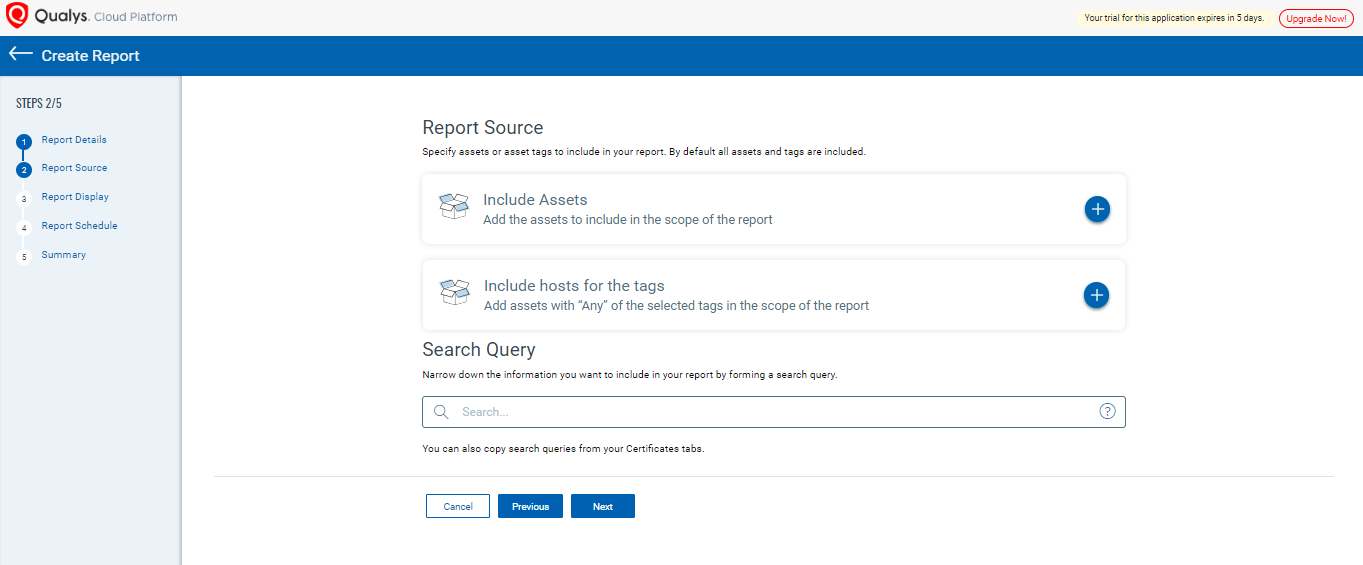 Qualys. Cloud Platform
Your trial for this application expires in 5 days.
Upgrade Now!
Create Report
STEPS 2/5
1 Report Details
2 Report Source
3 Report Display
4 Report Schedule
5 Summary
Report Source
Specify assets or asset tags to include in your report. By default all assets and tags are included.
Include Assets
Add the assets to include in the scope of the report
Include hosts for the tags
Add assets with “Any” of the selected tags in the scope of the report
Search Query
Narrow down the information you want to include in your report by forming a search query.
Search...
?
You can also copy search queries from your Certificates tabs.
Cancel
Previous
Next